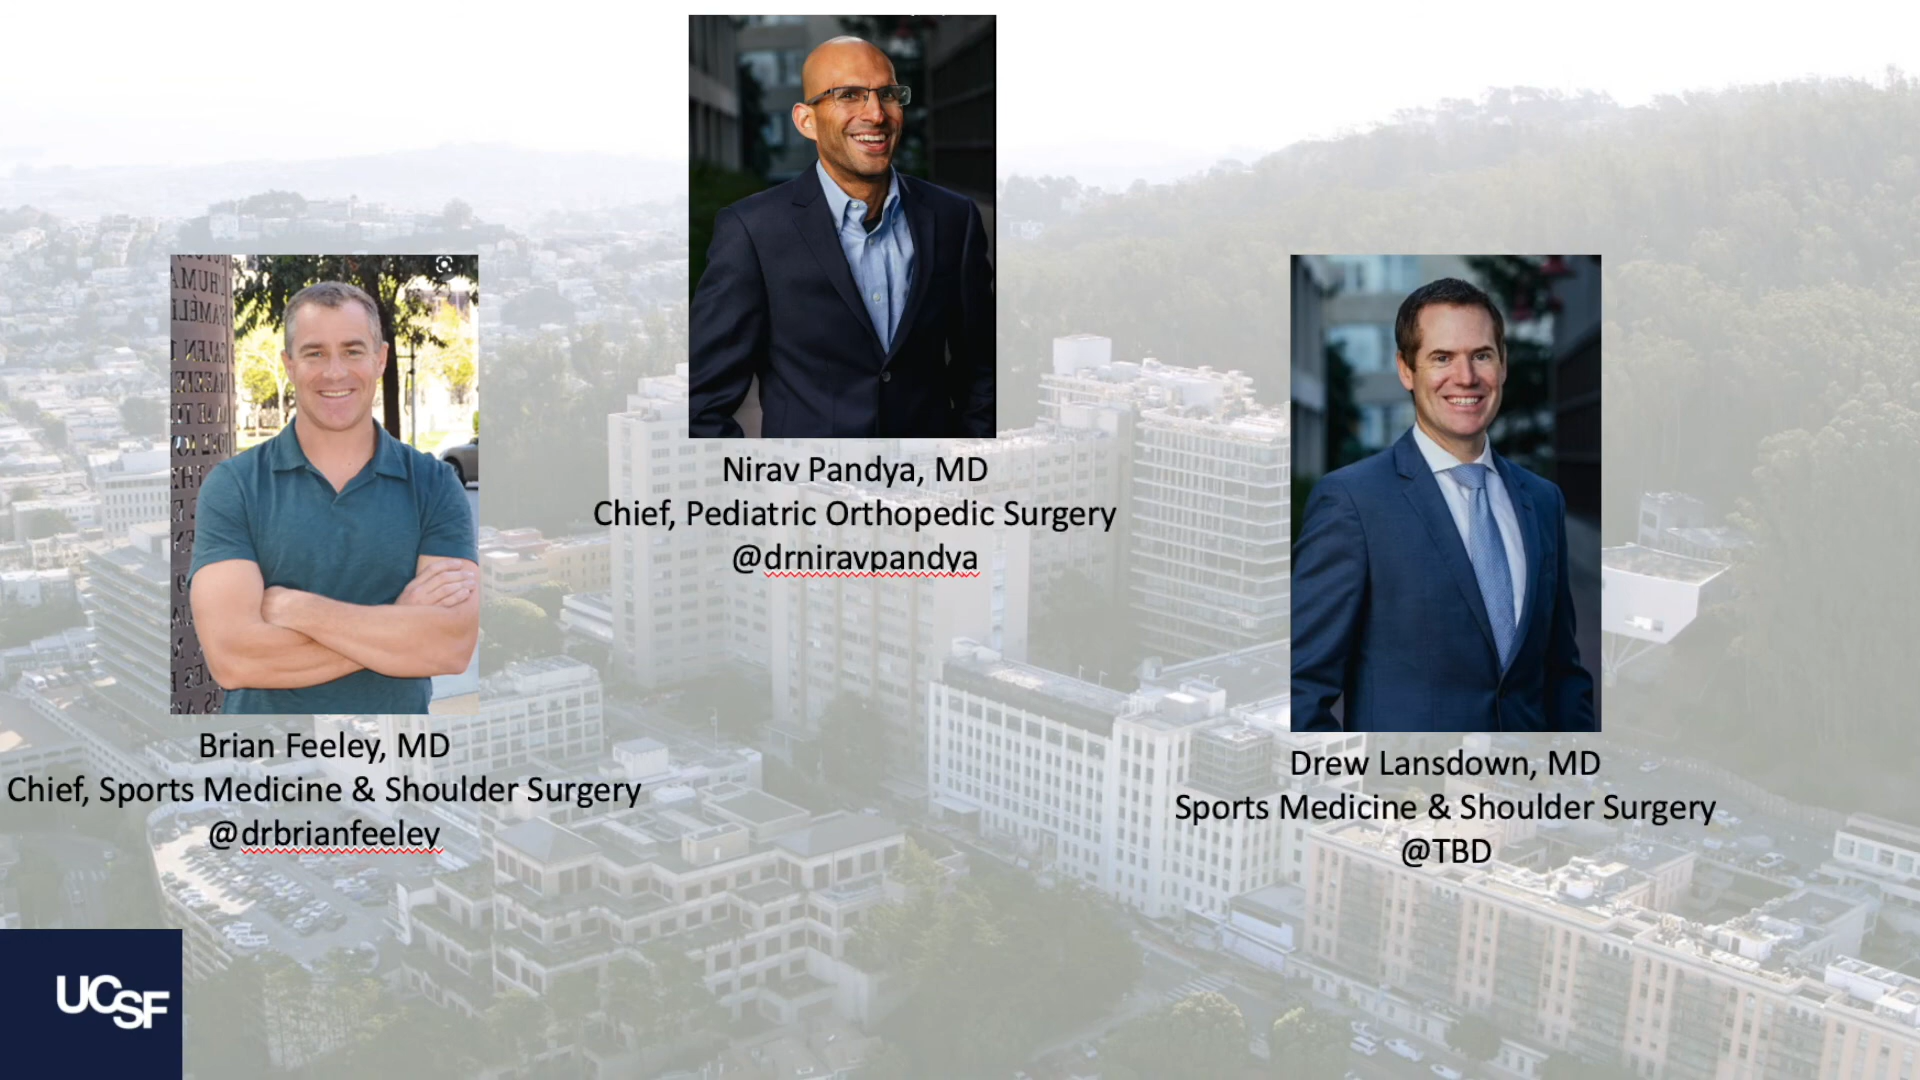 Nirav Pandya, MD
Chief, Pediatric Orthopedic Surgery
@drniravpandya
Brian Feeley, MD
Chief, Sports Medicine & Shoulder Surgery
@drbrianfeeley
Drew Lansdown, MD
Sports Medicine & Shoulder Surgery
@TBD
UCSF